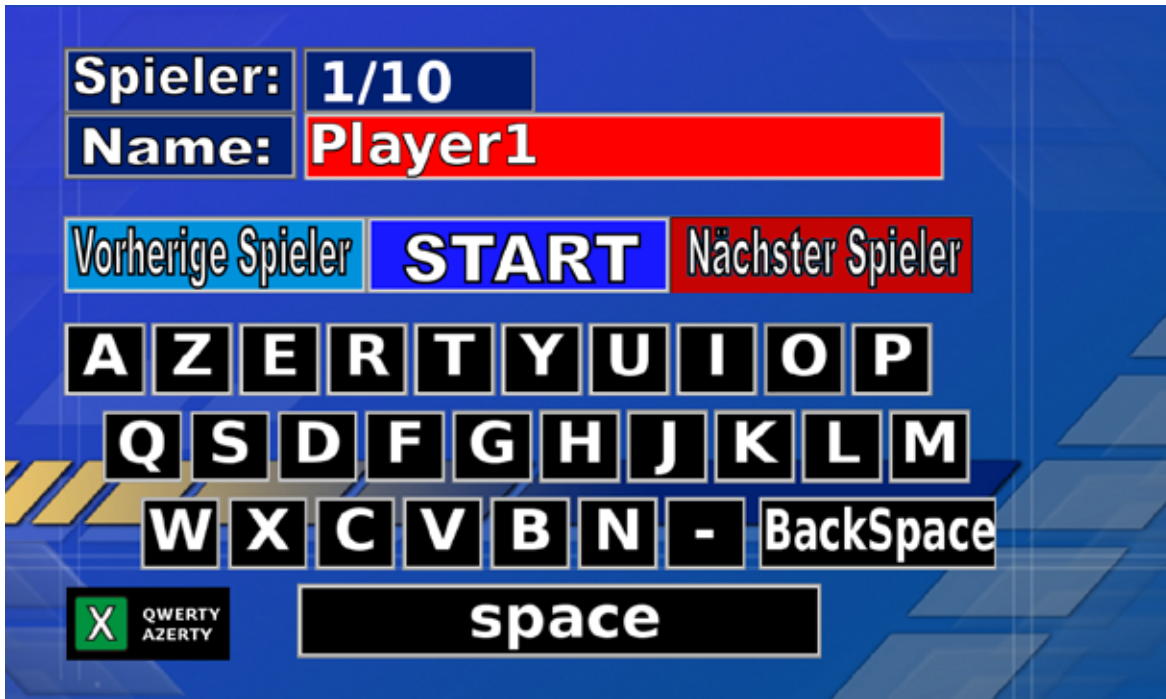 Spieler: 1/10
Name: Player1
Vorherige Spieler START Nächster Spieler
A Z E R T Y U I O P
Q S D F G H J K L M
W X C V B N - BackSpace
X QWERTY
AZERTY
space